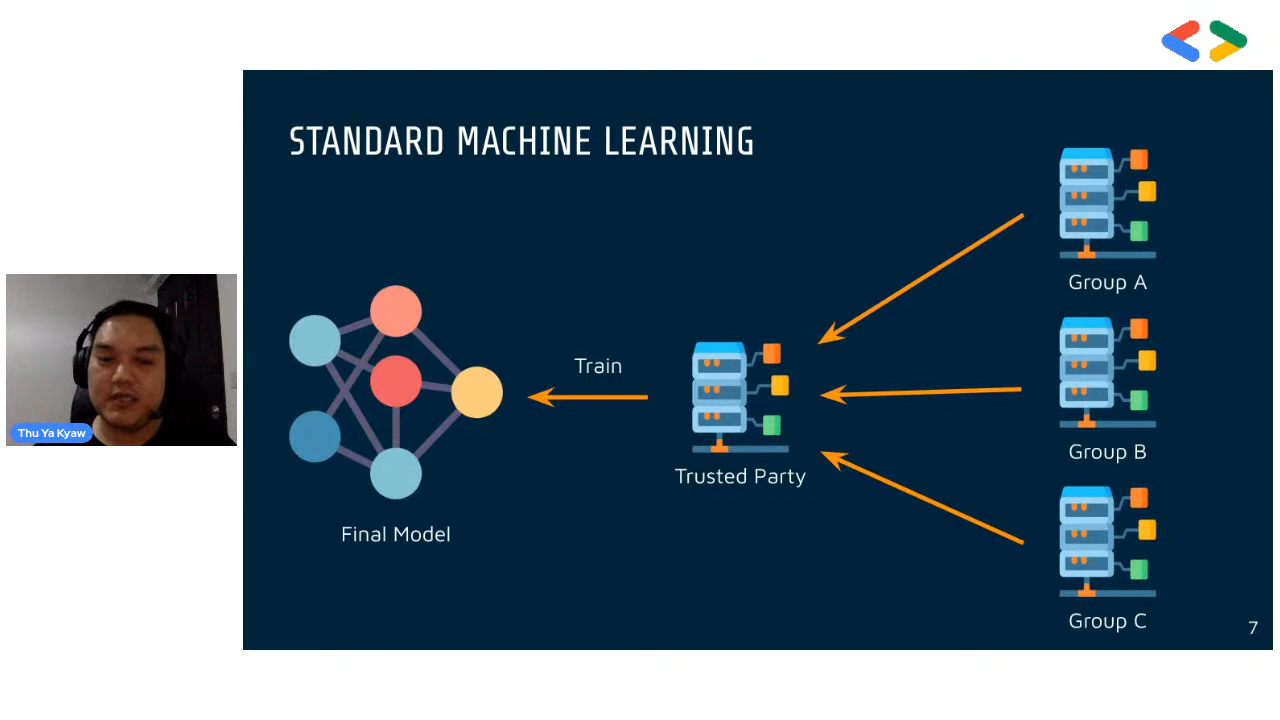 STANDARD MACHINE LEARNING
Group A
Train
Group B
Trusted Party
Thu Ya Kyaw
Final Model
Group C
7